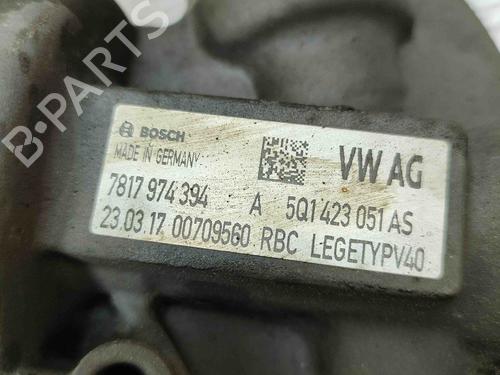 B-PARTS
BOSCH
MADE IN GERMANY
VW AG
7817 974 394 A 5Q1 423 051 AS
23.03.17 00709560 RBC LEGETYPV40